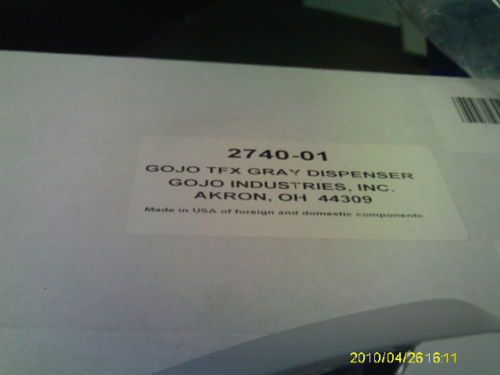 2740-01
GOJO TFX GRAY DISPENSER
GOJO INDUSTRIES, INC.
AKRON, OH 44309
Made in USA of foreign and domestic components
2010/04/26 16:11